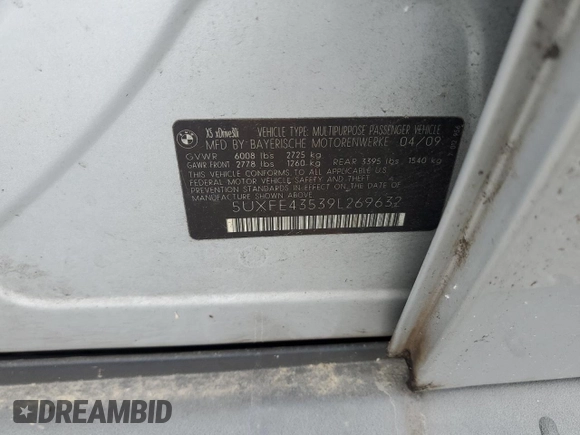 X5 xDrive30i VEHICLE TYPE: MULTIPURPOSE PASSENGER VEHICLE
MFD BY BAYERISCHE MOTORENWERKE 04/09
GVWR 6008 lbs 2725 kg
GAWR FRONT 2778 lbs 1260 kg REAR 3395 lbs. 1540 kg
THIS VEHICLE CONFORMS TO ALL APPLICABLE U.S.
FEDERAL MOTOR VEHICLE SAFETY AND THEFT
PREVENTION STANDARDS IN EFFECT ON THE DATE OF
MANUFACTURE SHOWN ABOVE
5UXFE43539L269632
DREAMBID